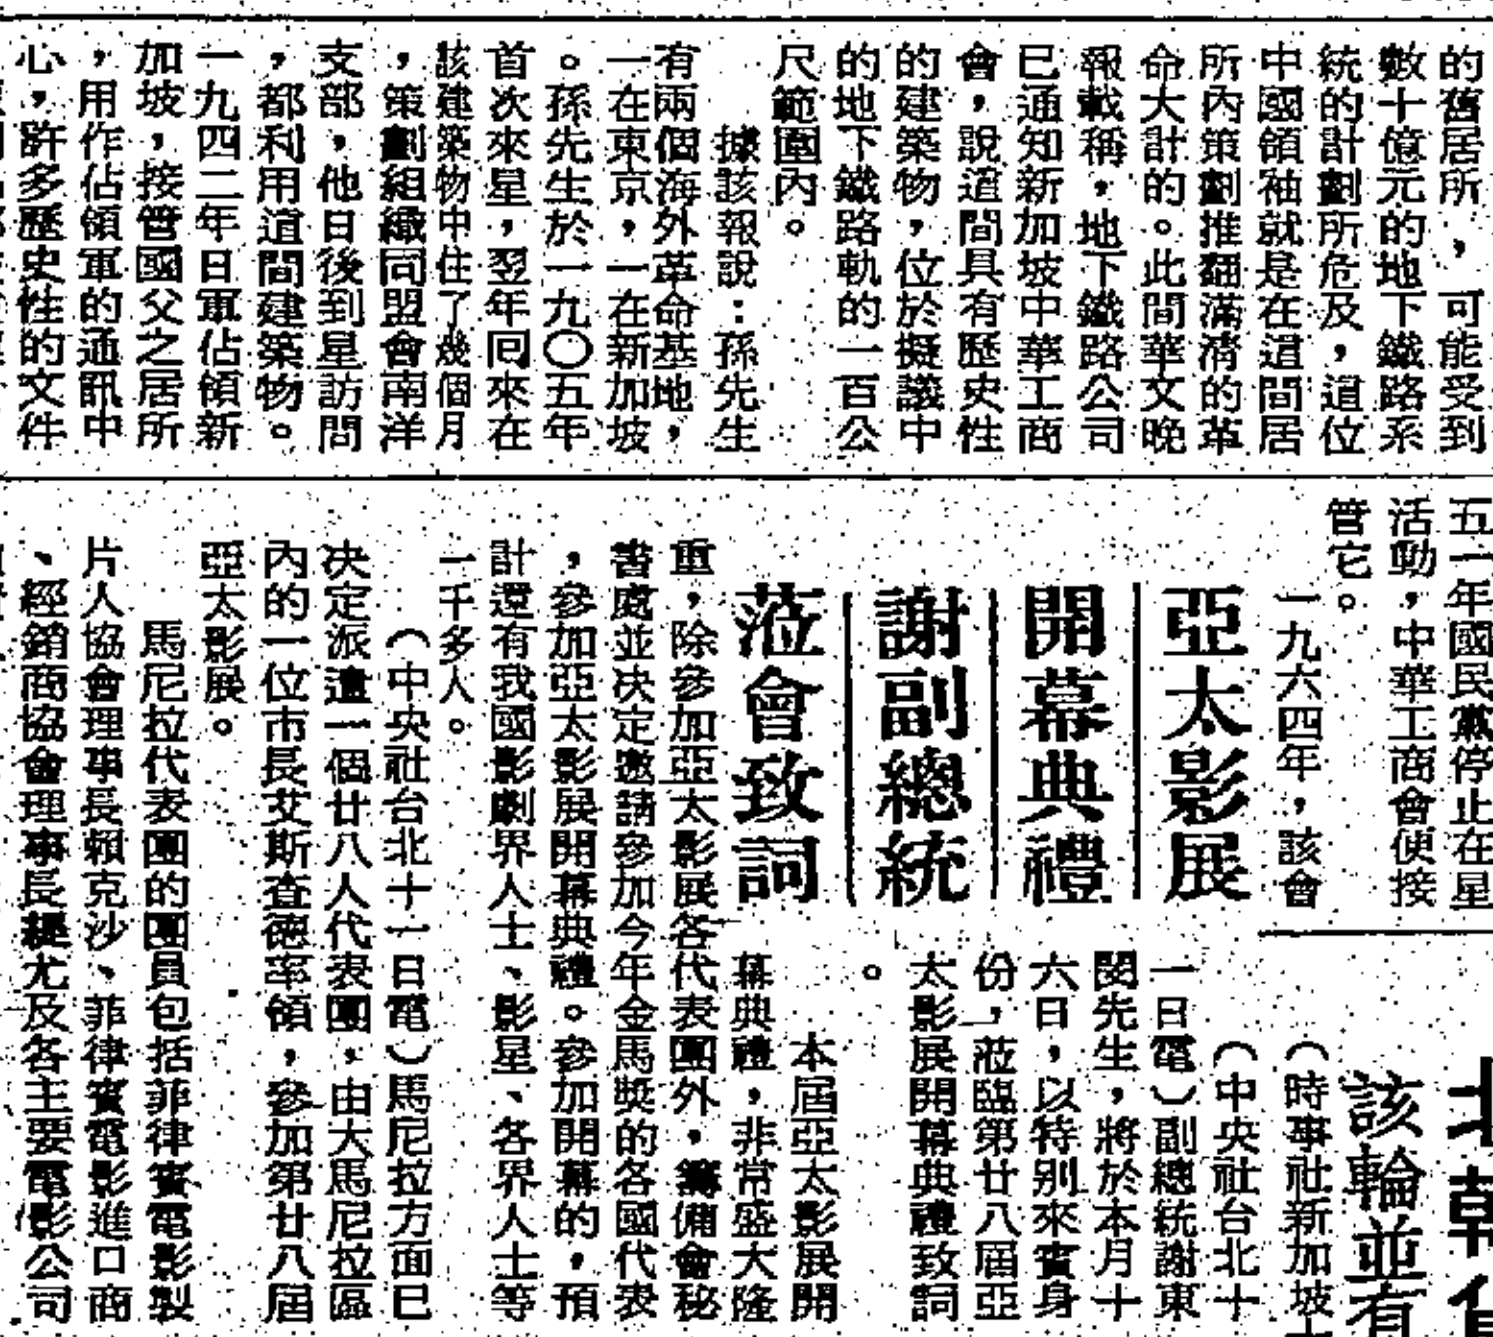 的舊居所，可能受到
數十億元的地下鐵路系
統的計劃所危及，這位
中國領袖就是在這間居
所內策劃推翻滿清的革
命大計的。此間華文晚
報載稱，地下鐵路公司
已通知新加坡中華工商
會，說這間具有歷史性
的建築物，位於擬議中
的地下鐵路軌的一百公
尺範圍內。
據該報說：孫先生
有兩個海外革命基地，
一在東京，一在新加坡
。孫先生於一九〇五年
首次來星，翌年回來在
該建築物中住了幾個月
，策劃組織同盟會南洋
支部，他日後到星訪問
，都利用這間建築物。
一九四二年日軍佔領新
加坡，接管國父之居所
，用作佔領軍的通訊中
心，許多歷史性的文件
五一年國民黨停止在星
活動，中華工商會便接
管它。
一九六四年，該會
亞太影展
開幕典禮
謝副總統
蒞會致詞
（中央社台北十
一日電）副總統謝東
閔先生，將於本月十
六日，以特別來賓身
份，蒞臨第廿八屆亞
太影展開幕典禮致詞
。
本屆亞太影展開
幕典禮，非常盛大隆
重，除參加亞太影展各代表團外，籌備會秘
書處並決定邀請參加今年金馬獎的各國代表
，參加亞太影展開幕典禮。參加開幕的，預
計還有我國影劇界人士、影星、各界人士等
一千多人。
（中央社台北十一日電）馬尼拉方面已
決定派遣一個廿八人代表團，由大馬尼拉區
內的一位市長艾斯查德率領，參加第廿八屆
亞太影展。
馬尼拉代表團的團員包括菲律賓電影製
片人協會理事長賴克沙、菲律賓電影進口商
、經銷商協會理事長緹尤及各主要電影公司
該輪並有
（時事社新加坡